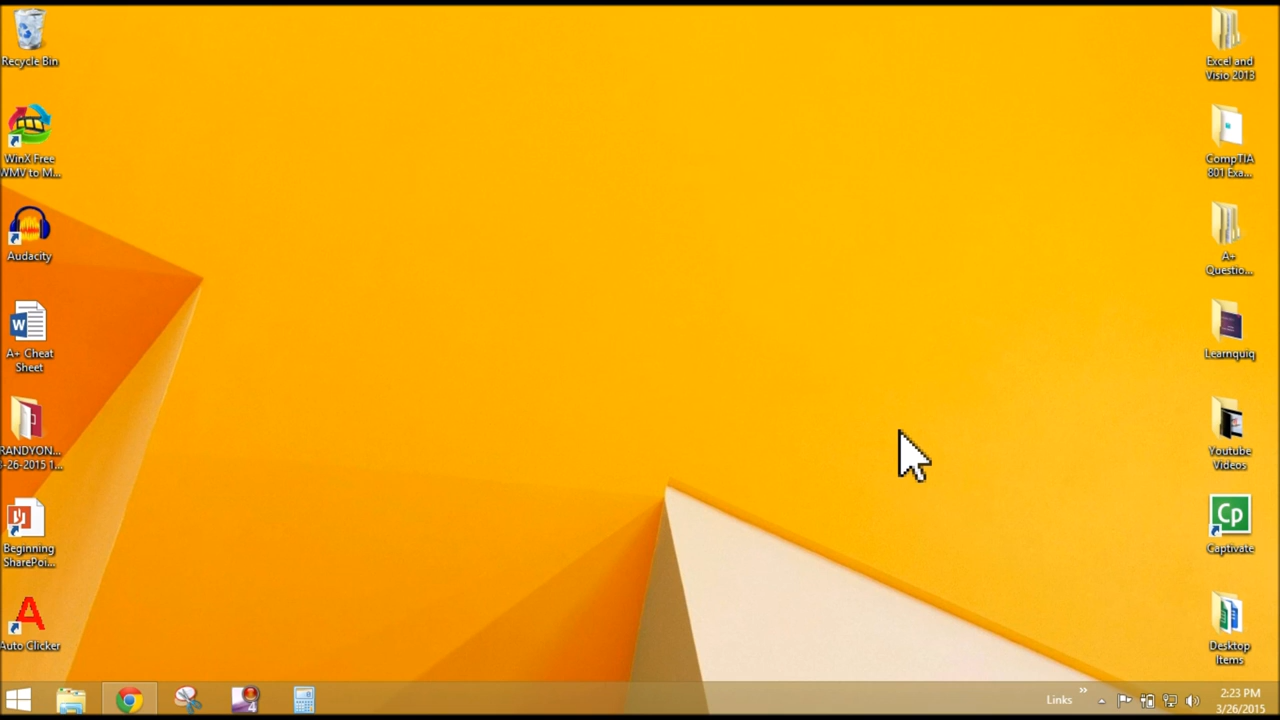 Recycle Bin
WinX Free
WMV to M...
Audacity
W
A+ Cheat
Sheet
RANDYON...
-26-2015 1...
Beginning
SharePoi...
A
Auto Clicker
Excel and
Visio 2013
CompTIA
801 Exa...
A+
Questio...
Learnquiq
Youtube
Videos
Cp
Captivate
Desktop
Items
4
Links
2:23 PM
3/26/2015